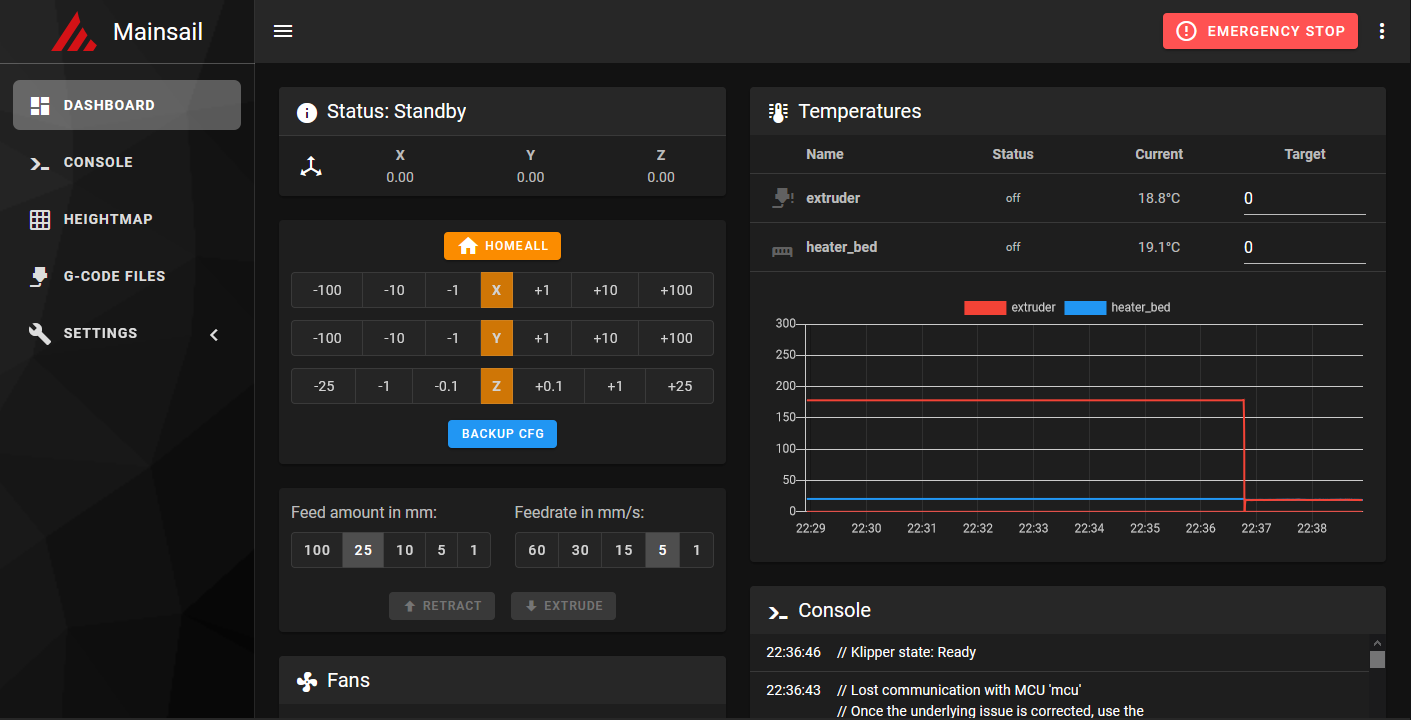 Mainsail
EMERGENCY STOP
DASHBOARD
CONSOLE
HEIGHTMAP
G-CODE FILES
SETTINGS
Status: Standby
X Y Z
0.00 0.00 0.00
HOMEALL
-100 -10 -1 X +1 +10 +100
-100 -10 -1 Y +1 +10 +100
-25 -1 -0.1 Z +0.1 +1 +25
BACKUP CFG
Feed amount in mm: Feedrate in mm/s:
100 25 10 5 1 60 30 15 5 1
RETRACT EXTRUDE
Fans
Temperatures
Name Status Current Target
extruder off 18.8°C 0
heater_bed off 19.1°C 0
extruder heater_bed
300
250
200
150
100
50
0
22:29 22:30 22:31 22:32 22:33 22:34 22:35 22:36 22:37 22:38
Console
22:36:46 // Klipper state: Ready
22:36:43 // Lost communication with MCU 'mcu'
// Once the underlying issue is corrected, use the